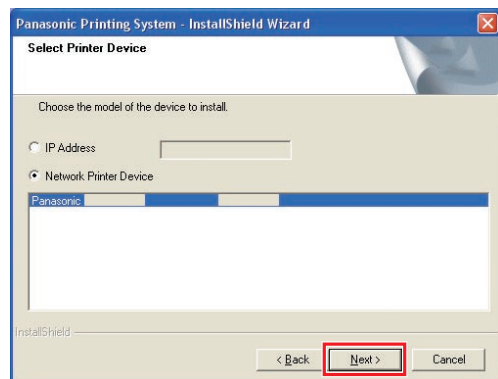 Panasonic Printing System - InstallShield Wizard
Select Printer Device
Choose the model of the device to install.
IP Address
Network Printer Device
Panasonic
InstallShield
< Back
Next >
Cancel